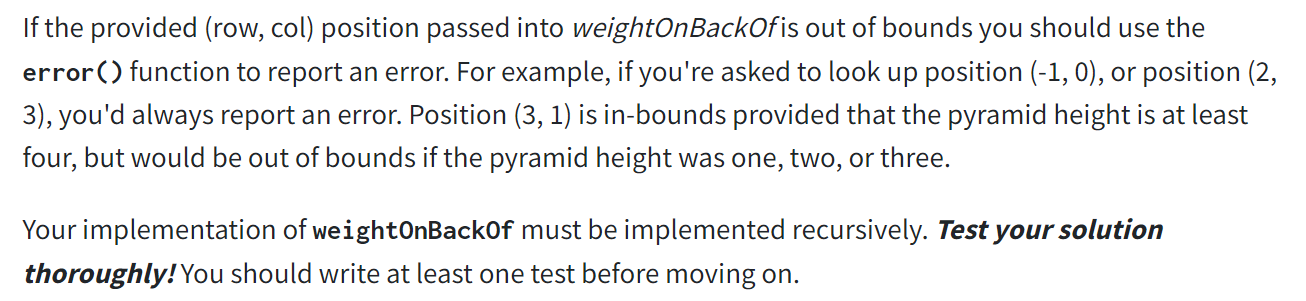 If the provided (row, col) position passed into weightOnBackOf is out of bounds you should use the
error() function to report an error. For example, if you're asked to look up position (-1, 0), or position (2,
3), you'd always report an error. Position (3, 1) is in-bounds provided that the pyramid height is at least
four, but would be out of bounds if the pyramid height was one, two, or three.
Your implementation of weightOnBackOf must be implemented recursively. Test your solution
thoroughly! You should write at least one test before moving on.